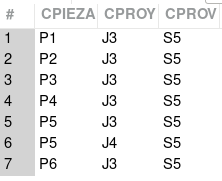 # CPIEZA CPROY CPROV
1 P1 J3 S5
2 P2 J3 S5
3 P3 J3 S5
4 P4 J3 S5
5 P5 J3 S5
6 P5 J4 S5
7 P6 J3 S5